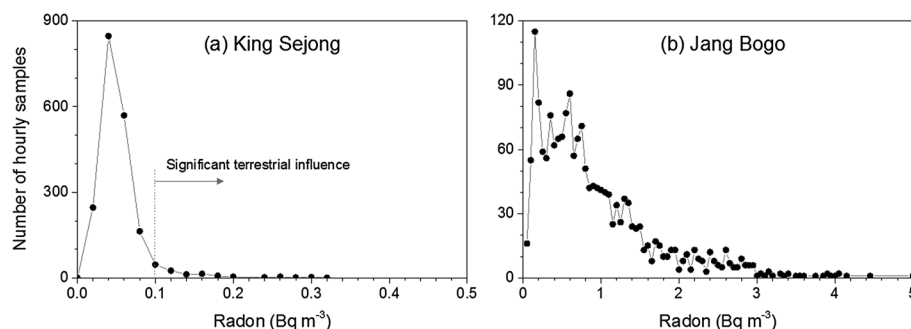 (a) King Sejong
Significant terrestrial influence
Number of hourly samples
900
600
300
0
0.0 0.1 0.2 0.3 0.4 0.5
Radon (Bq m⁻³)
(b) Jang Bogo
120
90
60
30
0
0 1 2 3 4 5
Radon (Bq m⁻³)